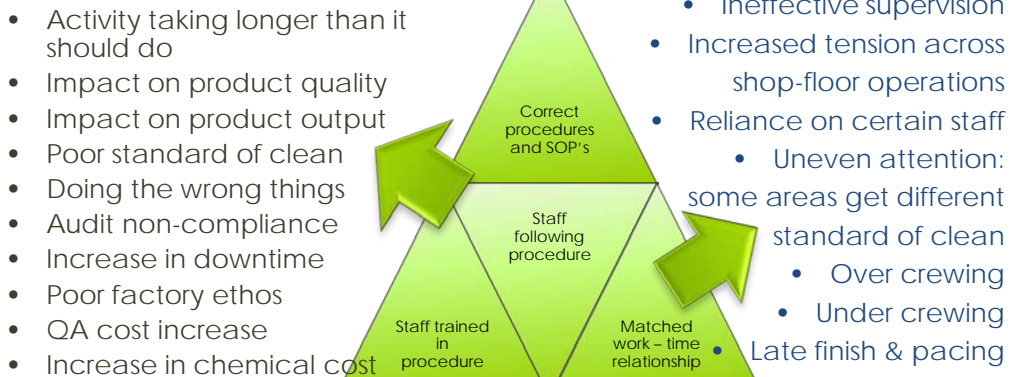 • Activity taking longer than it
should do
• Impact on product quality
• Impact on product output
• Poor standard of clean
• Doing the wrong things
• Audit non-compliance
• Increase in downtime
• Poor factory ethos
• QA cost increase
• Increase in chemical cost
Correct
procedures
and SOP's
Staff
following
procedure
Staff trained
in
procedure
Matched
work – time
relationship
• Ineffective supervision
• Increased tension across
shop-floor operations
• Reliance on certain staff
• Uneven attention:
some areas get different
standard of clean
• Over crewing
• Under crewing
• Late finish & pacing